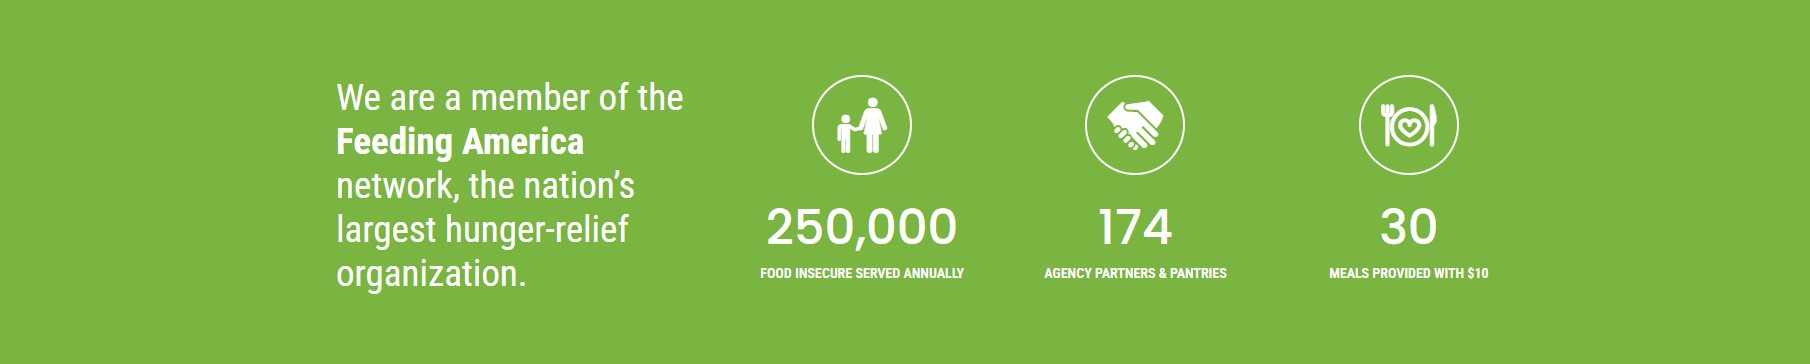 We are a member of the
Feeding America
network, the nation’s
largest hunger-relief
organization.
250,000
FOOD INSECURE SERVED ANNUALLY
174
AGENCY PARTNERS & PANTRIES
30
MEALS PROVIDED WITH $10